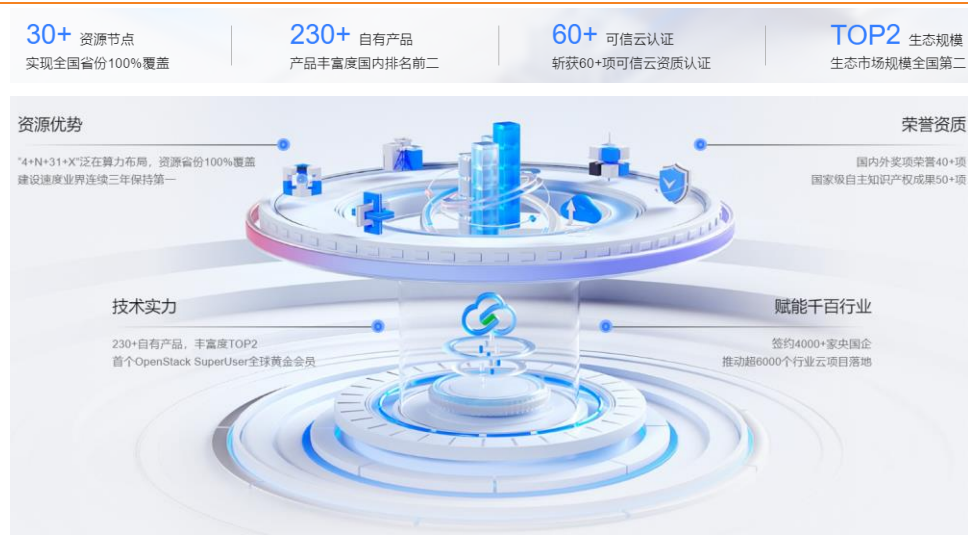 30+ 资源节点
实现全国省份100%覆盖
230+ 自有产品
产品丰富度国内排名前二
60+ 可信云认证
斩获60+项可信云资质认证
TOP2 生态规模
生态市场规模全国第二
资源优势
"4+N+31+X"泛在算力布局，资源省份100%覆盖
建设速度业界连续三年保持第一
荣誉资质
国内外奖项荣誉40+项
国家级自主知识产权成果50+项
技术实力
230+自有产品，丰富度TOP2
首个OpenStack SuperUser全球黄金会员
赋能千百行业
签约4000+家央国企
推动超6000个行业云项目落地